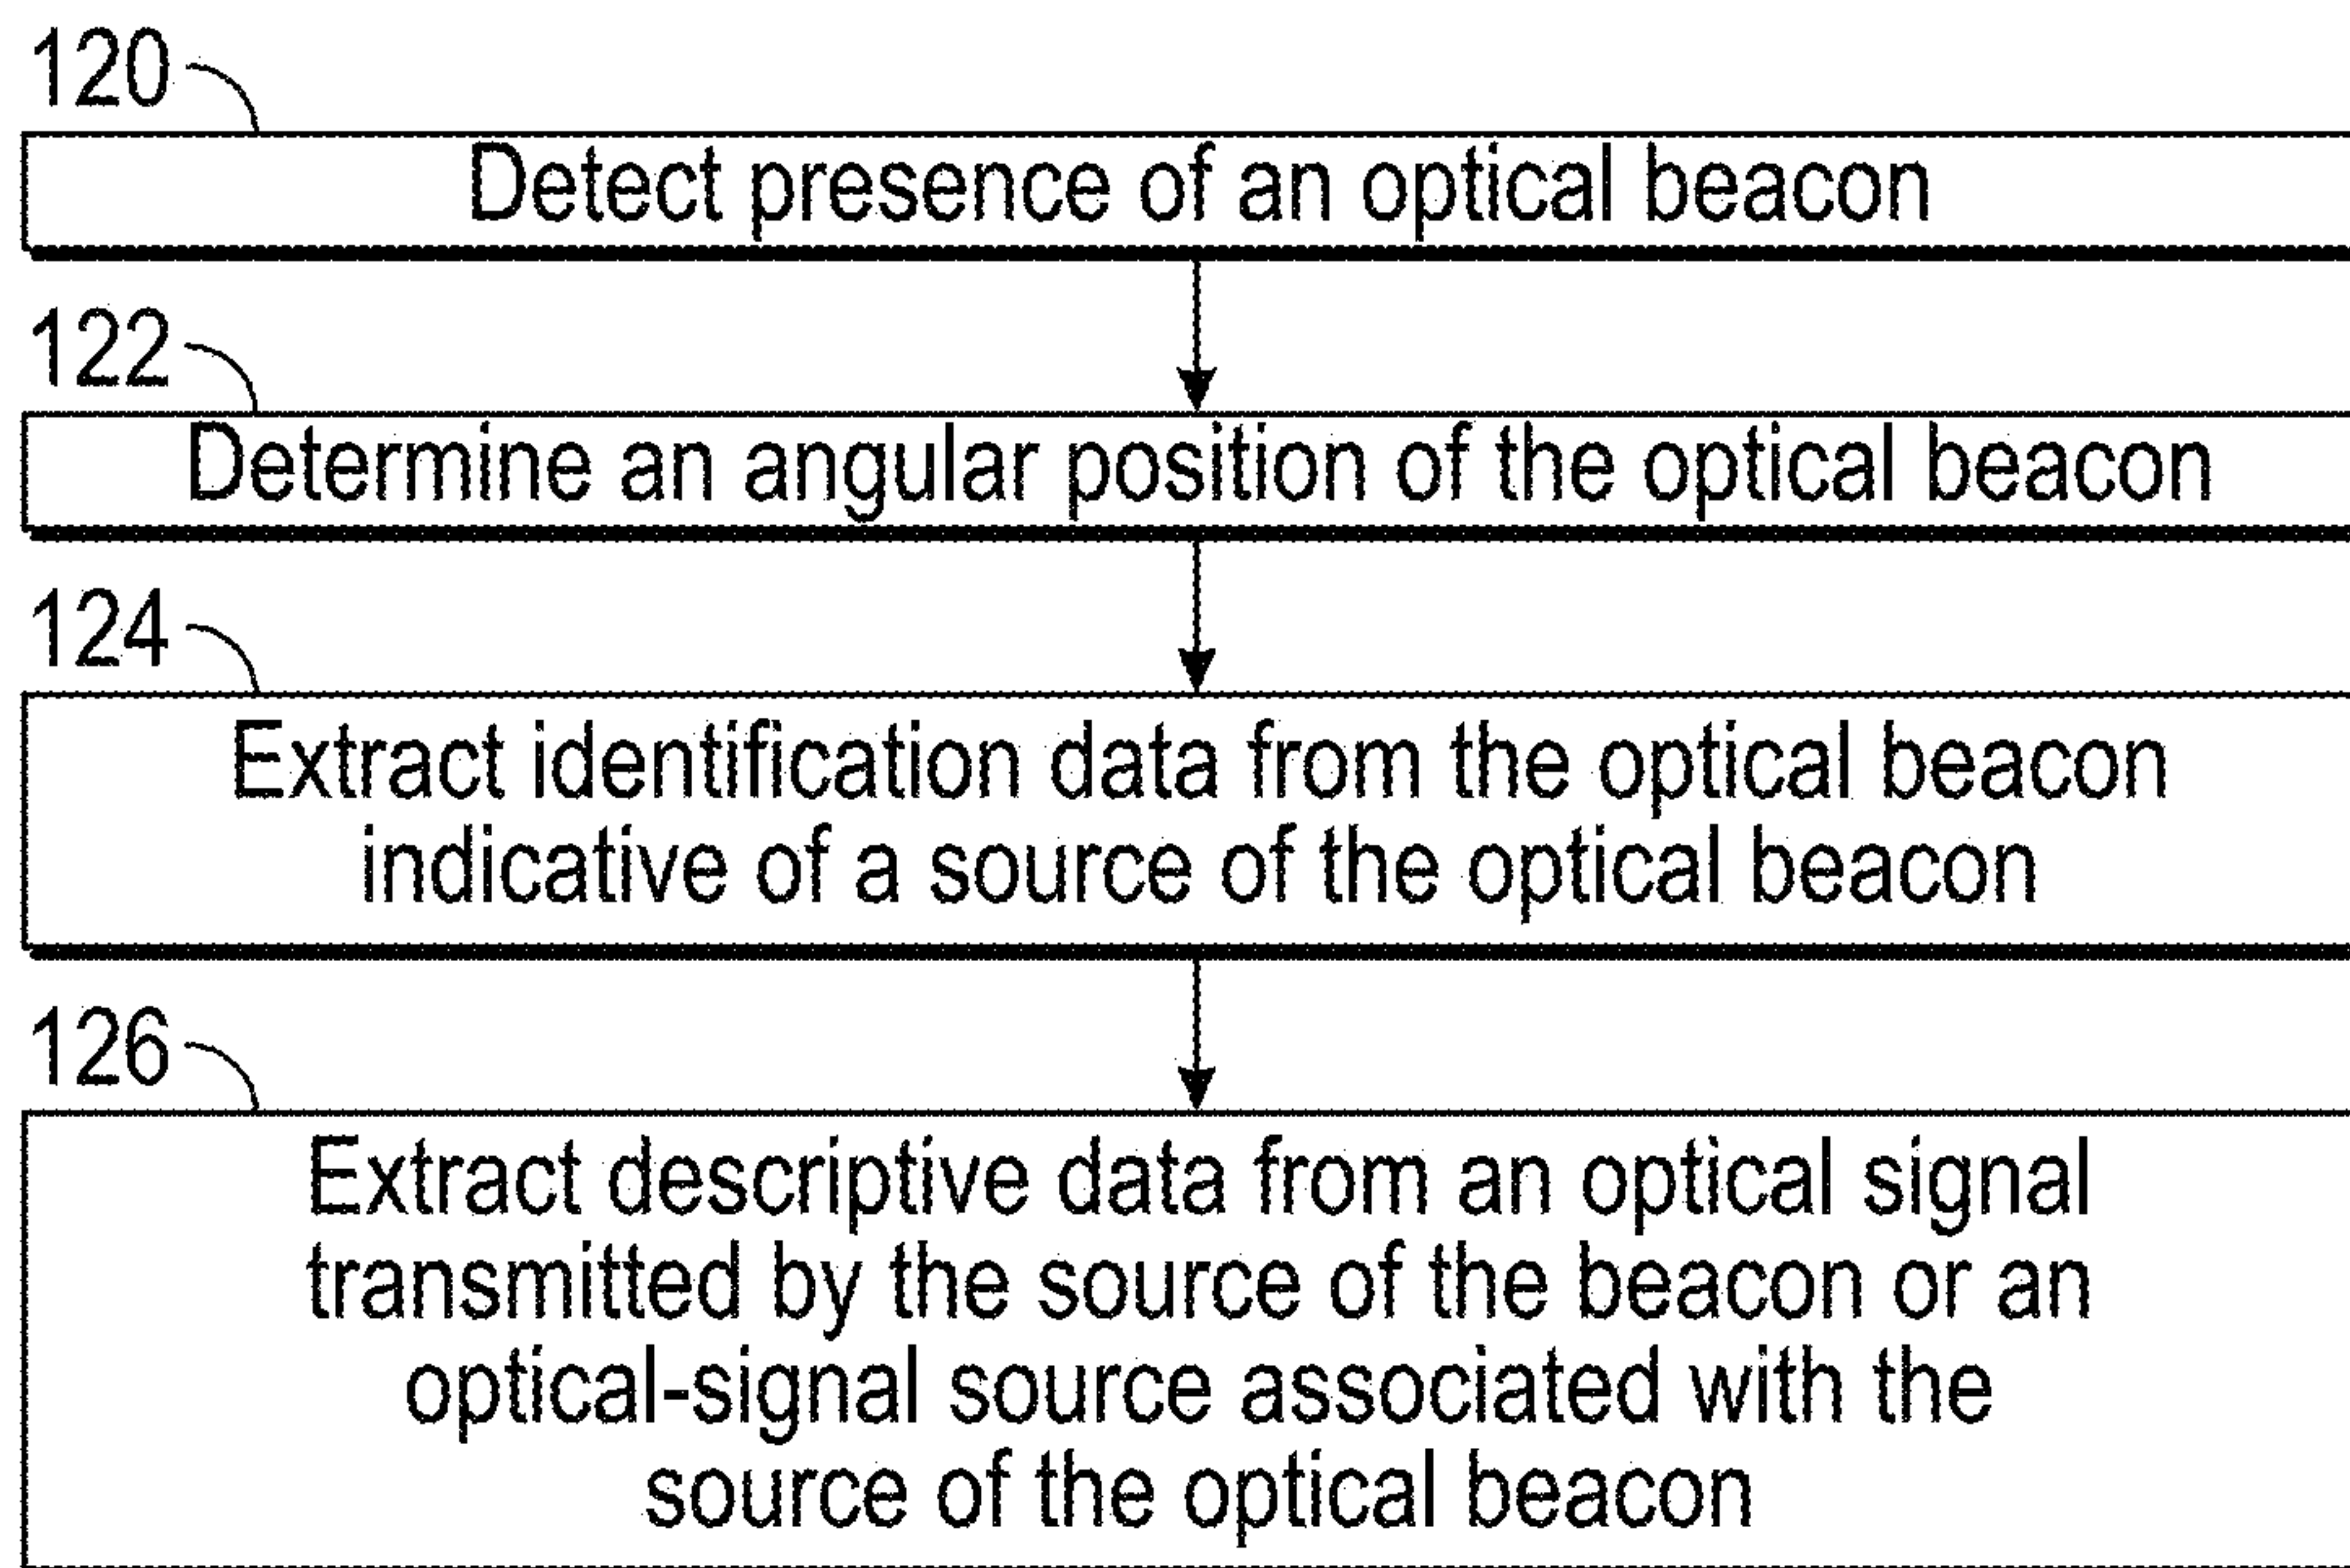 120
Detect presence of an optical beacon
122
Determine an angular position of the optical beacon
124
Extract identification data from the optical beacon
indicative of a source of the optical beacon
126
Extract descriptive data from an optical signal
transmitted by the source of the beacon or an
optical-signal source associated with the
source of the optical beacon